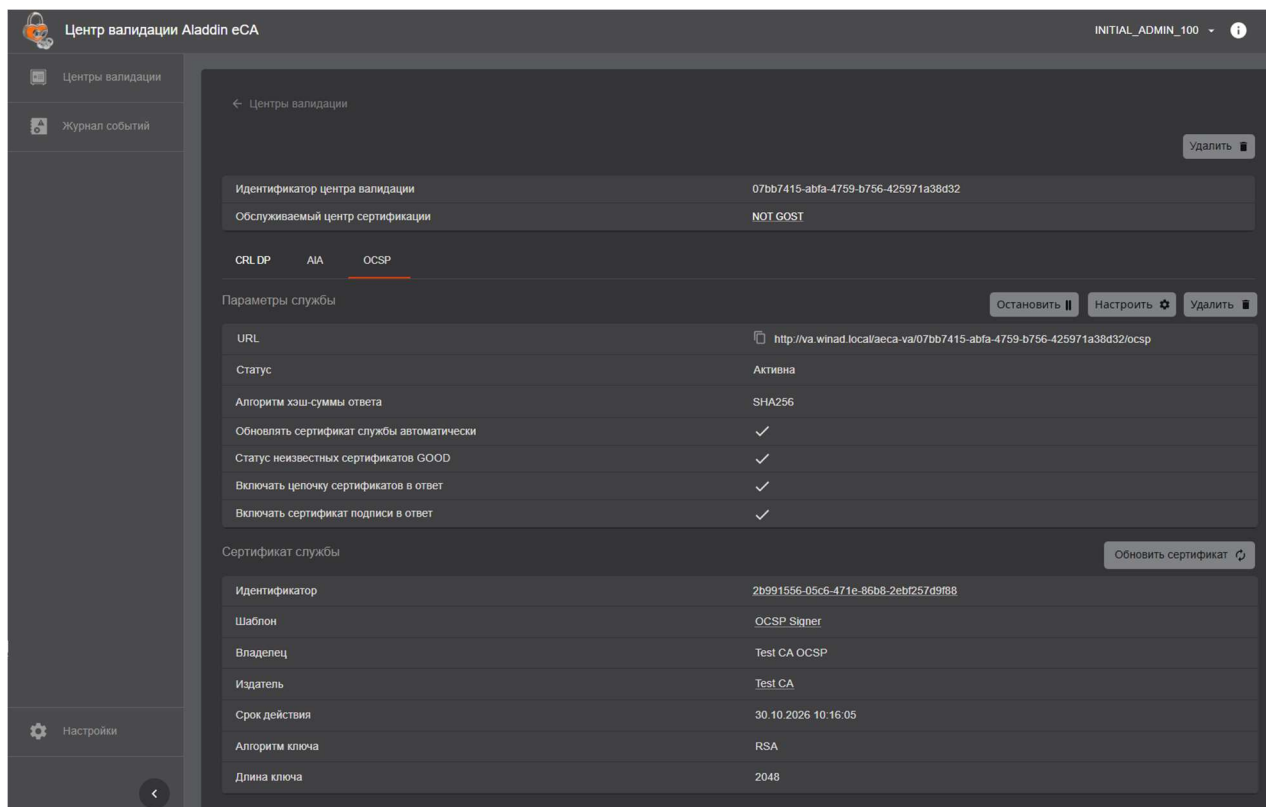 Центр валидации Aladdin eCA
INITIAL_ADMIN_100
Центры валидации
Журнал событий
← Центры валидации
Удалить
Идентификатор центра валидации 07bb7415-abfa-4759-b756-425971a38d32
Обслуживаемый центр сертификации NOT GOST
CRL DP AIA OCSP
Параметры службы Остановить Настроить Удалить
URL http://va.winad.local/aeca-va/07bb7415-abfa-4759-b756-425971a38d32/ocsp
Статус Активна
Алгоритм хэш-суммы ответа SHA256
Обновлять сертификат службы автоматически ✓
Статус неизвестных сертификатов GOOD ✓
Включать цепочку сертификатов в ответ ✓
Включать сертификат подписи в ответ ✓
Сертификат службы Обновить сертификат
Идентификатор 2b991556-05c6-471e-86b8-2ebf257d9f88
Шаблон OCSP Signer
Владелец Test CA OCSP
Издатель Test CA
Срок действия 30.10.2026 10:16:05
Алгоритм ключа RSA
Длина ключа 2048
Настройки